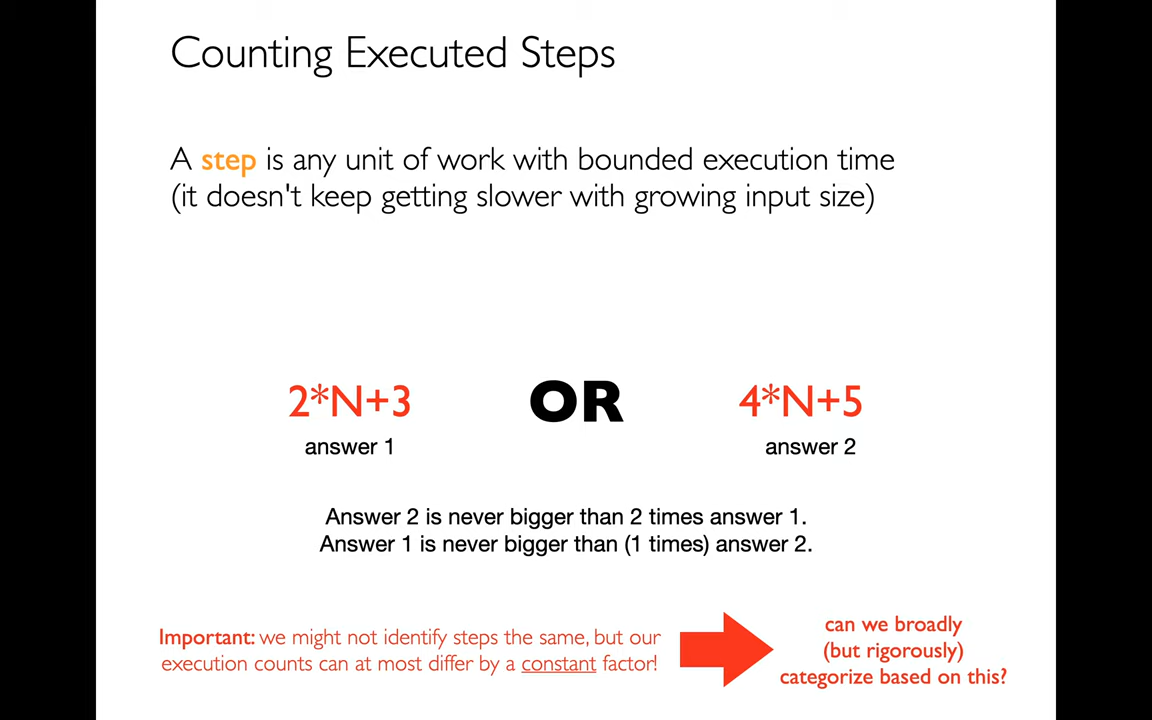 Counting Executed Steps
A step is any unit of work with bounded execution time
(it doesn't keep getting slower with growing input size)
2*N+3
OR
4*N+5
answer 1
answer 2
Answer 2 is never bigger than 2 times answer 1.
Answer 1 is never bigger than (1 times) answer 2.
Important: we might not identify steps the same, but our
execution counts can at most differ by a constant factor!
can we broadly
(but rigorously)
categorize based on this?